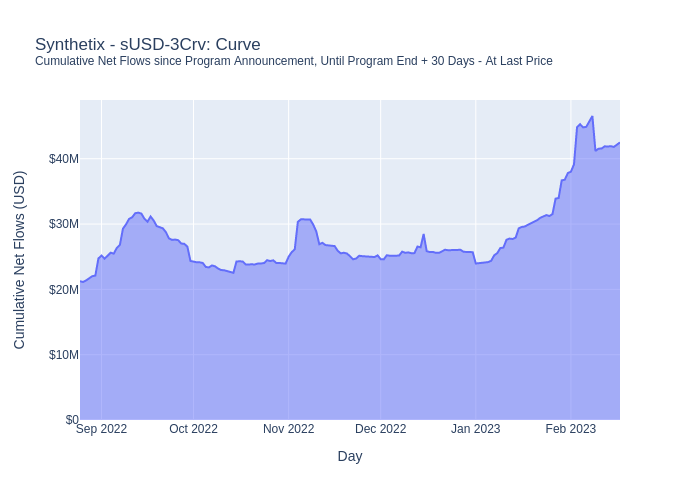 Synthetix - sUSD-3Crv: Curve
Cumulative Net Flows since Program Announcement, Until Program End + 30 Days - At Last Price
Cumulative Net Flows (USD)
$40M
$30M
$20M
$10M
$0
Sep 2022 Oct 2022 Nov 2022 Dec 2022 Jan 2023 Feb 2023
Day